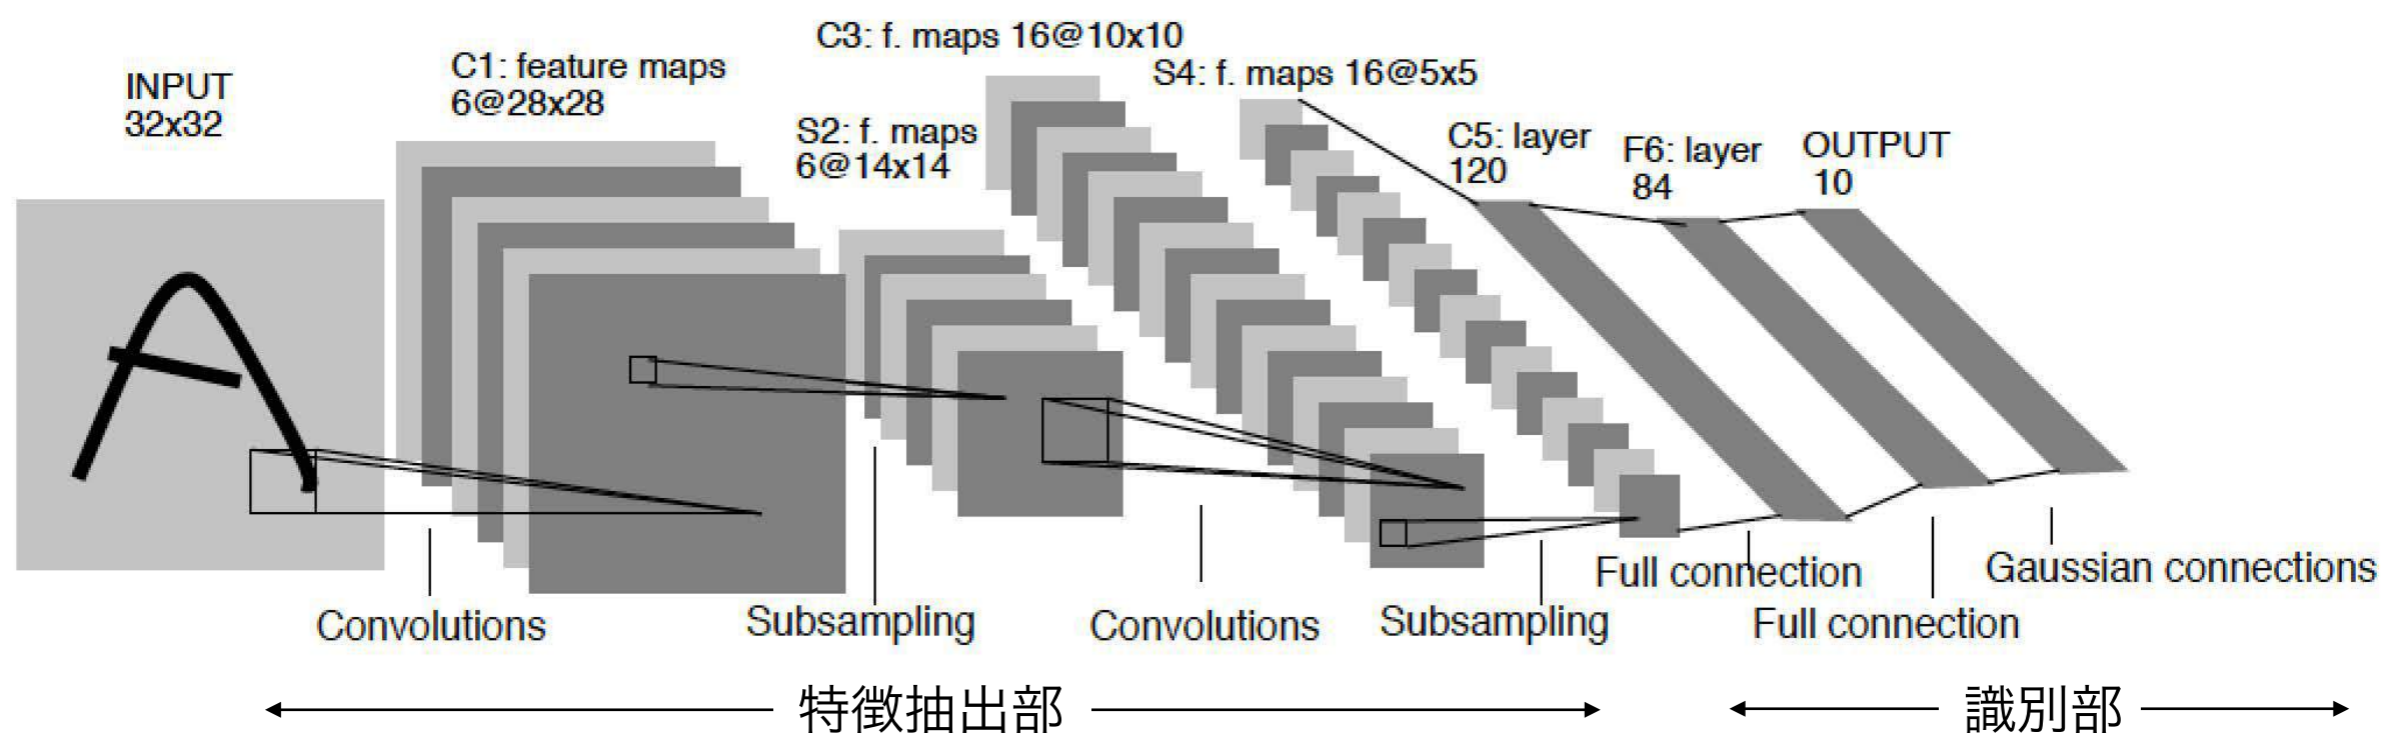 INPUT
32x32
C1: feature maps
6@28x28
S2: f. maps
6@14x14
C3: f. maps 16@10x10
S4: f. maps 16@5x5
C5: layer
120
F6: layer
84
OUTPUT
10
Convolutions
Subsampling
Convolutions
Subsampling
Full connection
Full connection
Gaussian connections
特徴抽出部
識別部